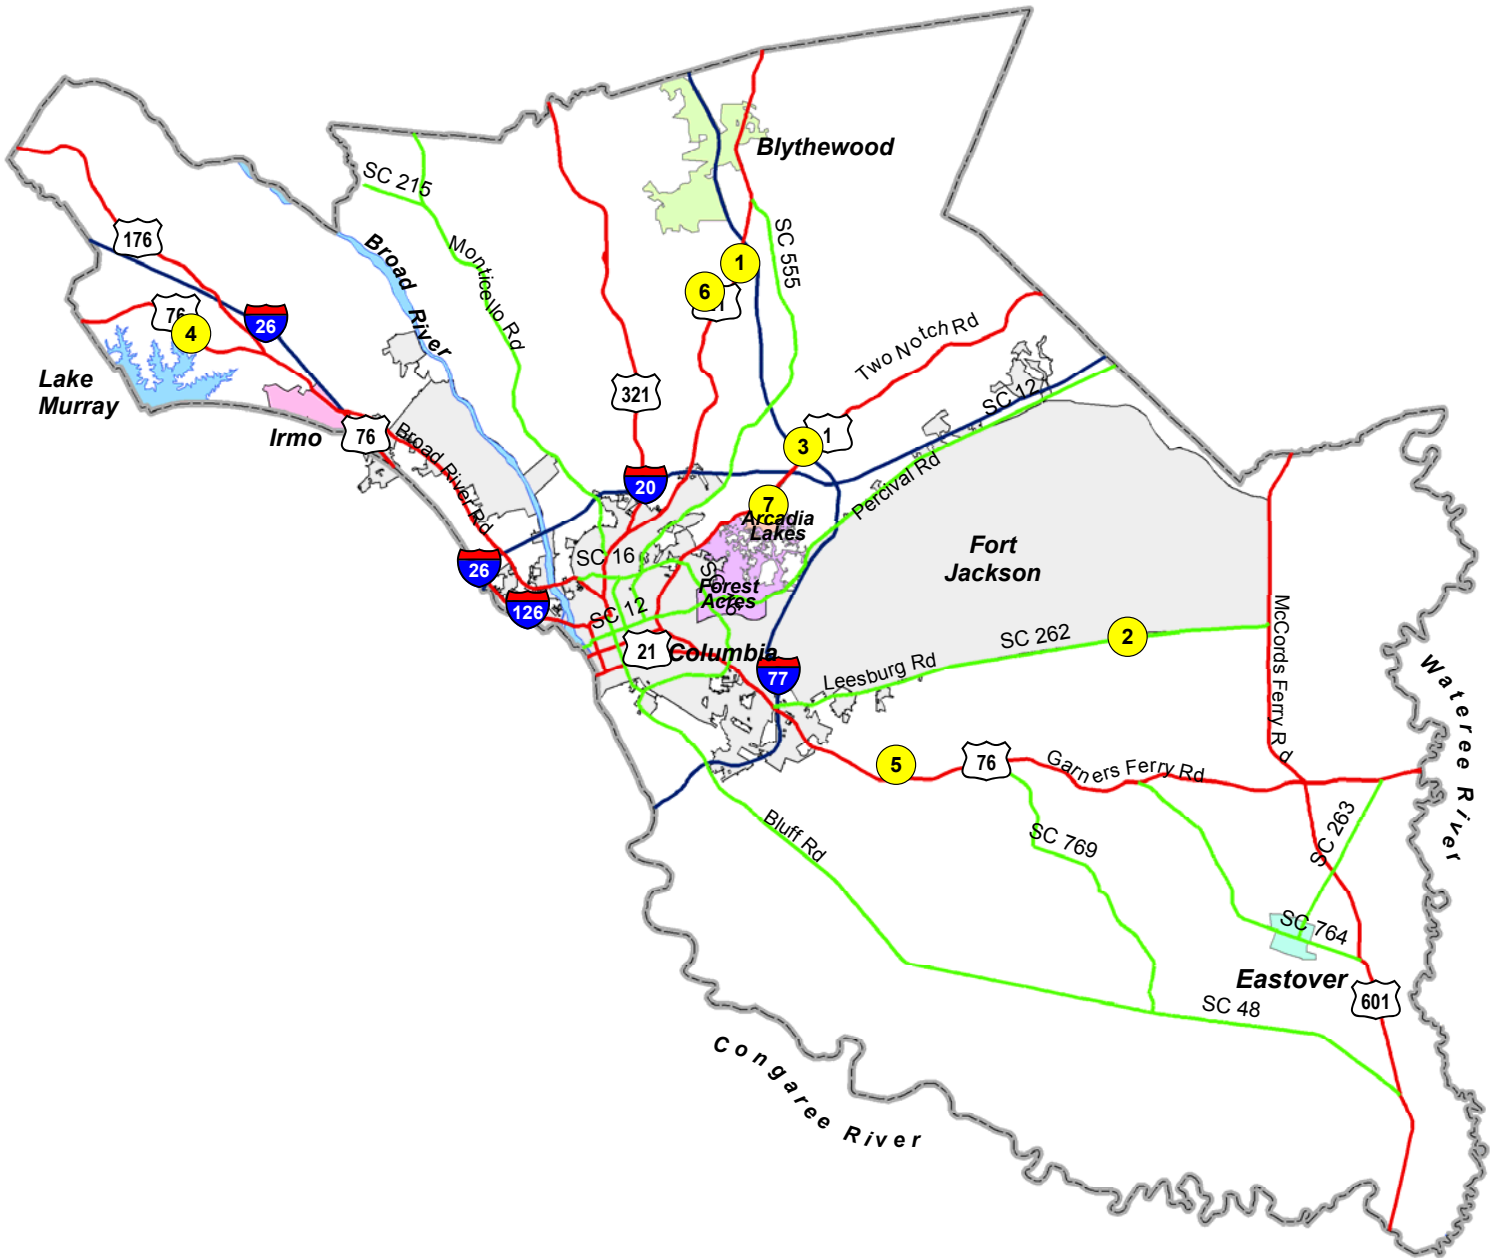 Blythewood
SC 215
176
Broad River
Monticello Rd
SC 555
1
6
76
4
26
Two Notch Rd
Lake
Murray
321
SC 12
Irmo
76
Broad River Rd
3
1
20
Percival Rd
7
Arcadia
Lakes
Fort
Jackson
SC 16
26
Forest
Acres
126
SC 12
McCords Ferry Rd
SC 262
2
21
Columbia
77
Leesburg Rd
Wateree River
5
76
Garners Ferry Rd
Bluff Rd
SC 769
SC 263
SC 764
Eastover
601
SC 48
Congaree River